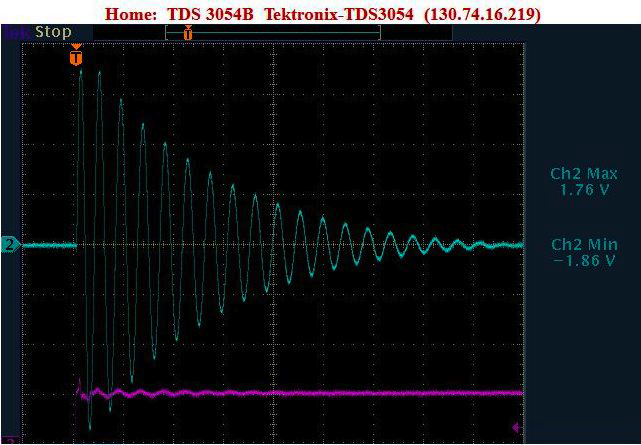 Home: TDS 3054B Tektronix-TDS3054 (130.74.16.219)
Tek Stop
T
T
2
Ch2 Max
1.76 V
Ch2 Min
−1.86 V